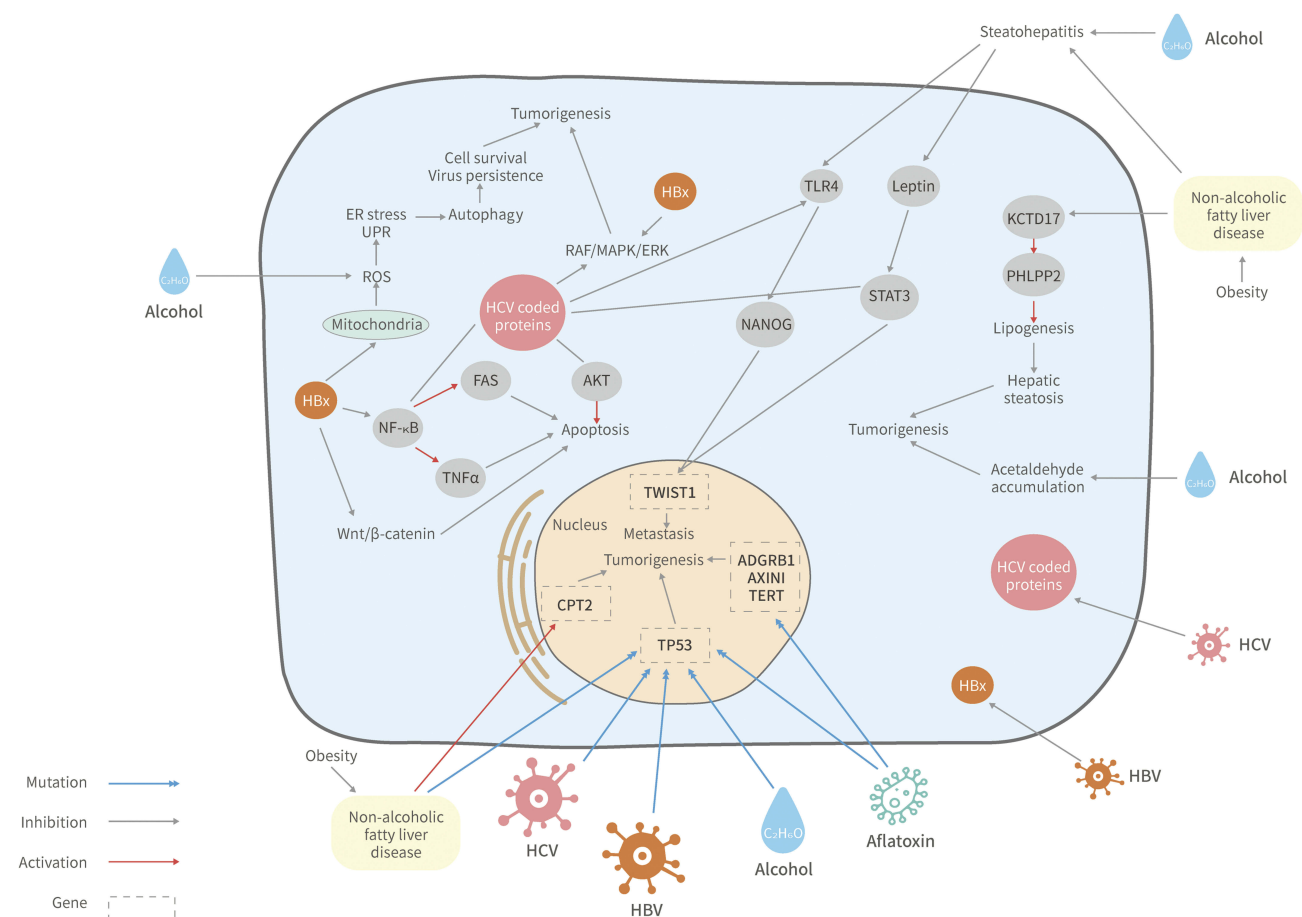 Steatohepatitis
C₂H₆O
Alcohol
Tumorigenesis
Cell survival
Virus persistence
HBx
TLR4
Leptin
KCTD17
Non-alcoholic
fatty liver
disease
ER stress
UPR
Autophagy
RAF/MAPK/ERK
ROS
C₂H₆O
Alcohol
PHLPP2
Obesity
HCV coded
proteins
STAT3
Mitochondria
NANOG
Lipogenesis
FAS
AKT
Hepatic
steatosis
HBx
NF-κB
Apoptosis
Tumorigenesis
TNFα
Acetaldehyde
accumulation
C₂H₆O
Alcohol
TWIST1
Nucleus
Metastasis
Wnt/β-catenin
Tumorigenesis
ADGRB1
AXINI
TERT
HCV coded
proteins
CPT2
TP53
HCV
HBx
Obesity
HBV
Mutation
Inhibition
Activation
Gene
Non-alcoholic
fatty liver
disease
HCV
HBV
C₂H₆O
Alcohol
Aflatoxin